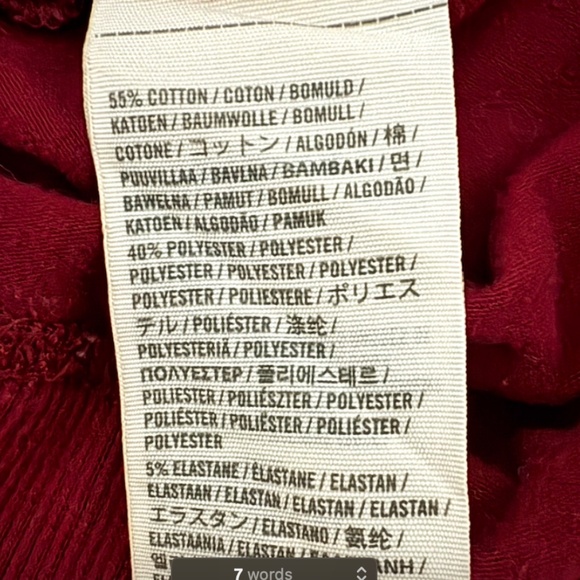 55% COTTON / COTON / BOMULD /
KATOEN / BAUMWOLLE / BOMULL /
COTONE / コットン / ALGODÓN / 棉 /
PUUVILLAA / BAVLNA / BAMBAKI / 면 /
BAWEŁNA / PAMUT / BOMULL / ALGODÃO /
KATOEN / ALGODÃO / PAMUK
40% POLYESTER / POLYESTER /
POLYESTER / POLYESTER / POLYESTER /
POLYESTER / POLIESTERE / ポリエス
テル / POLIÉSTER / 涤纶 /
POLYESTERIÄ / POLYESTER /
ΠΟΛΥΕΣΤΕΡ / 폴리에스테르 /
POLIESTER / POLIÉSZTER / POLYESTER /
POLIÉSTER / POLIÉSTER / POLIÉSTER /
POLYESTER
5% ELASTANE / ÉLASTANE / ELASTAN /
ELASTAAN / ELASTAN / ELASTAN / ELASTAN /
エラスタン / ELASTANO / 氨纶 /
ELASTAANIA / ELASTAN /
7 words